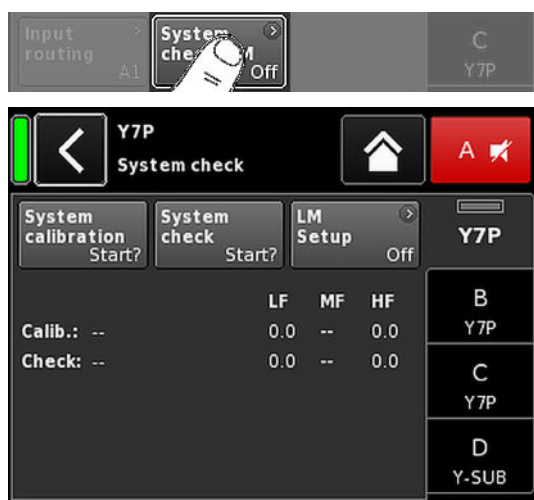 Input
routing
A1
System
che M
Off
C
Y7P
Y7P
System check
A
System
calibration
Start?
System
check
Start?
LM
Setup
Off
Y7P
LF MF HF
Calib.: -- 0.0 -- 0.0
Check: -- 0.0 -- 0.0
B
Y7P
C
Y7P
D
Y-SUB